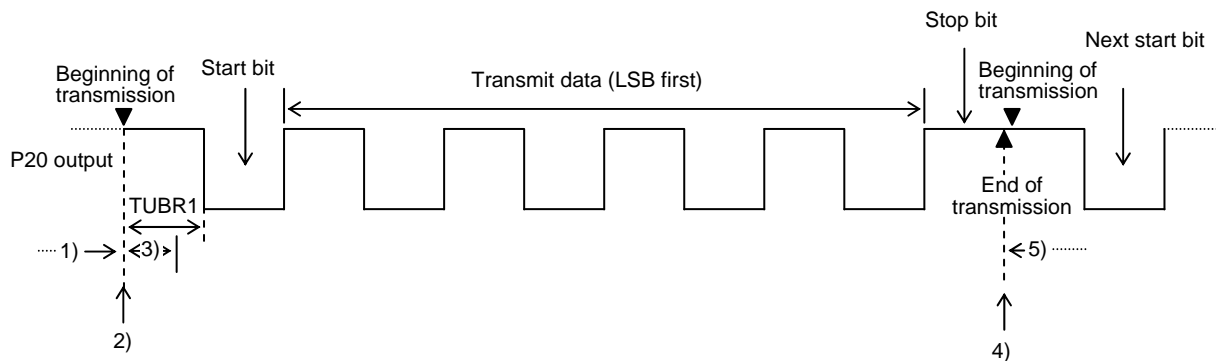 Stop bit
Next start bit
Start bit
Beginning of
transmission
Transmit data (LSB first)
Beginning of
transmission
P20 output
TUBR1
End of
transmission
1)
3)
5)
2)
4)